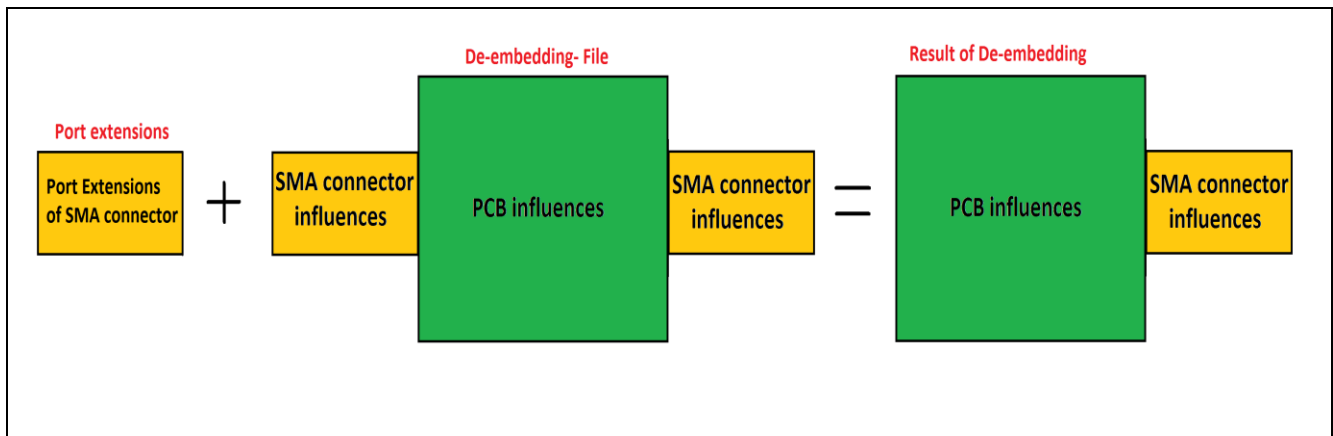 Port extensions
Port Extensions
of SMA connector
+
De-embedding- File
SMA connector
influences
PCB influences
SMA connector
influences
=
Result of De-embedding
PCB influences
SMA connector
influences